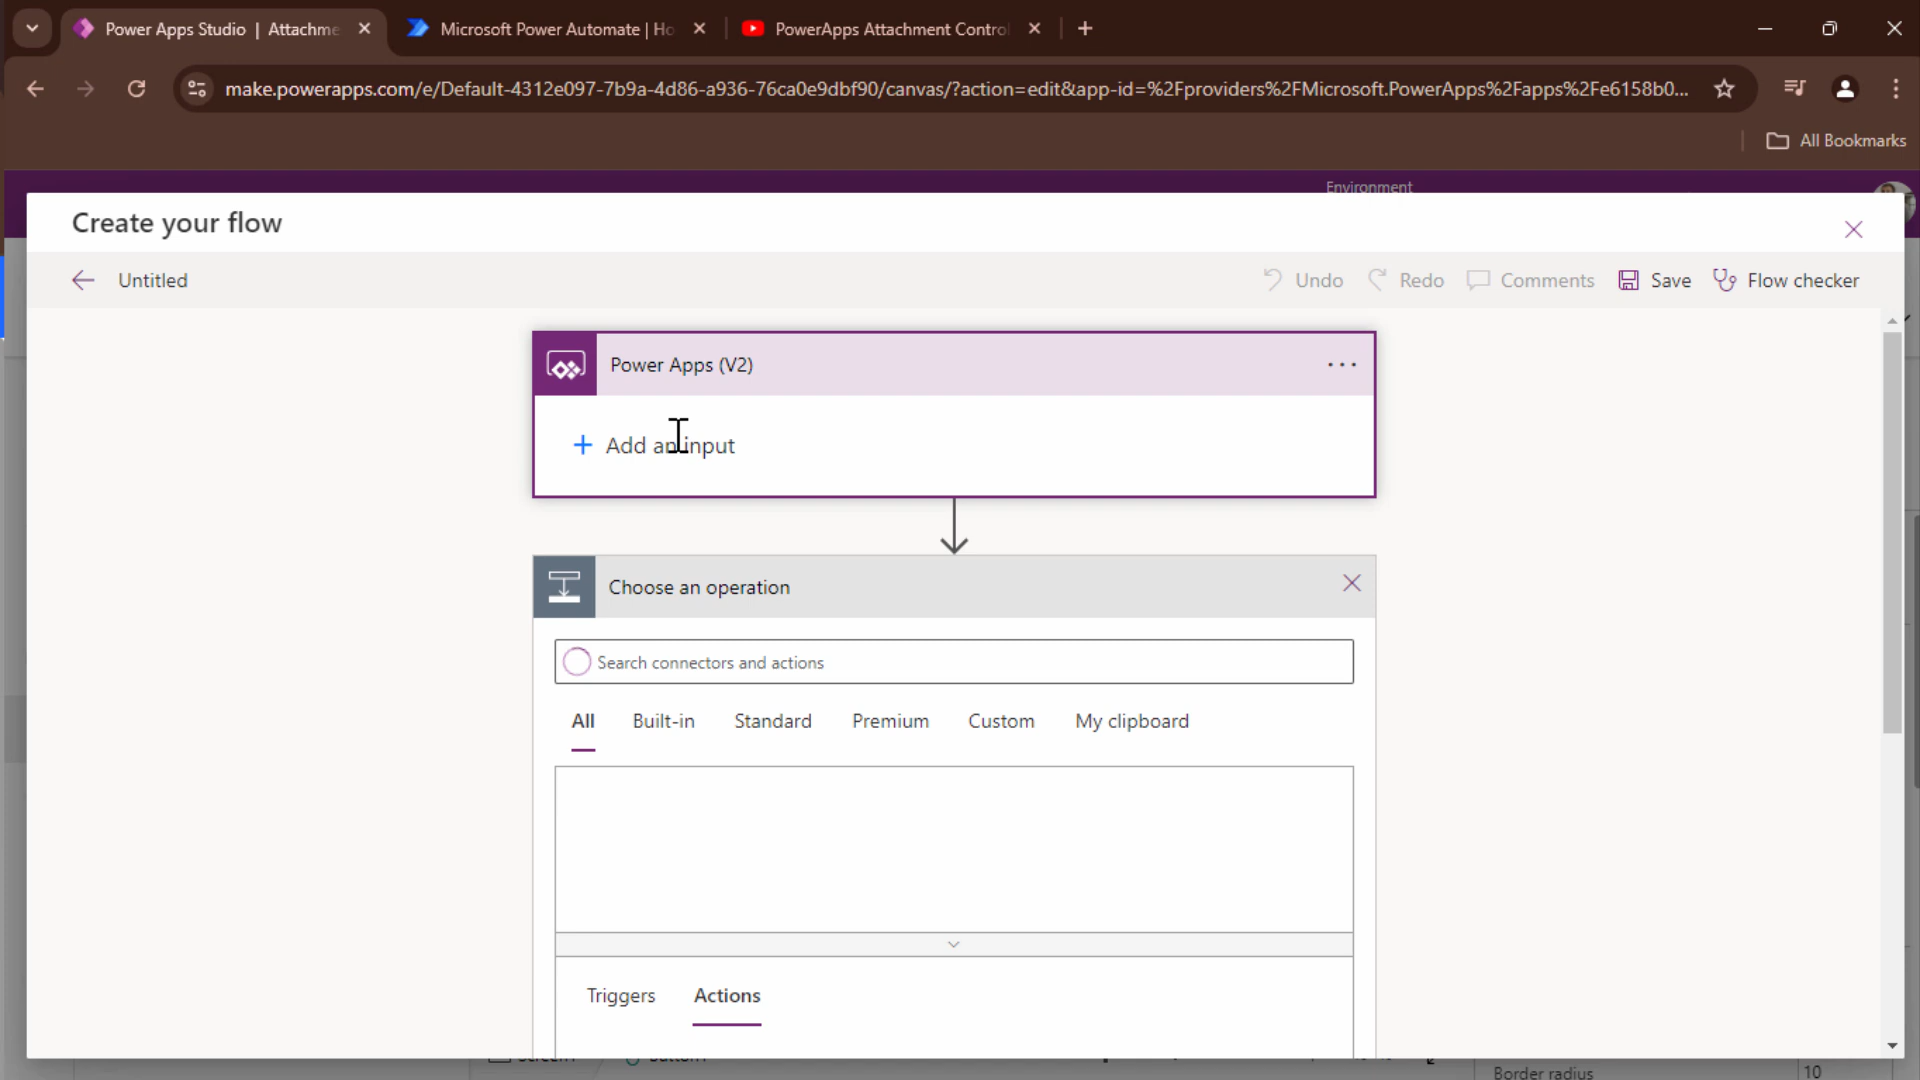 Power Apps Studio | Attachme
Microsoft Power Automate | Ho
PowerApps Attachment Control
make.powerapps.com/e/Default-4312e097-7b9a-4d86-a936-76ca0e9dbf90/canvas/?action=edit&app-id=%2Fproviders%2FMicrosoft.PowerApps%2Fapps%2Fe6158b0...
All Bookmarks
Environment
Create your flow
Untitled
Undo
Redo
Comments
Save
Flow checker
Power Apps (V2)
Add an input
Choose an operation
Search connectors and actions
All
Built-in
Standard
Premium
Custom
My clipboard
Triggers
Actions
Border radius
10